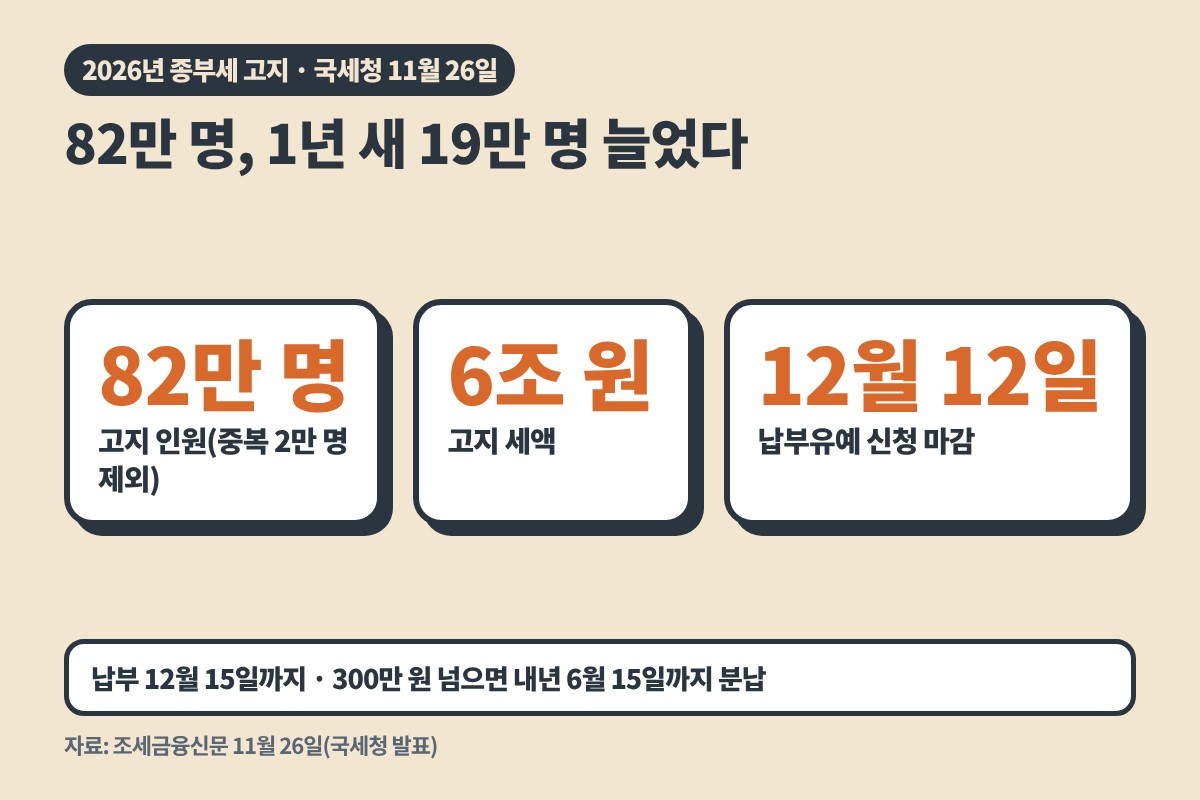 2026년 종부세 고지 · 국세청 11월 26일
82만 명, 1년 새 19만 명 늘었다
82만 명
고지 인원(중복 2만 명
제외)
6조 원
고지 세액
12월 12일
납부유예 신청 마감
납부 12월 15일까지 · 300만 원 넘으면 내년 6월 15일까지 분납
자료: 조세금융신문 11월 26일(국세청 발표)